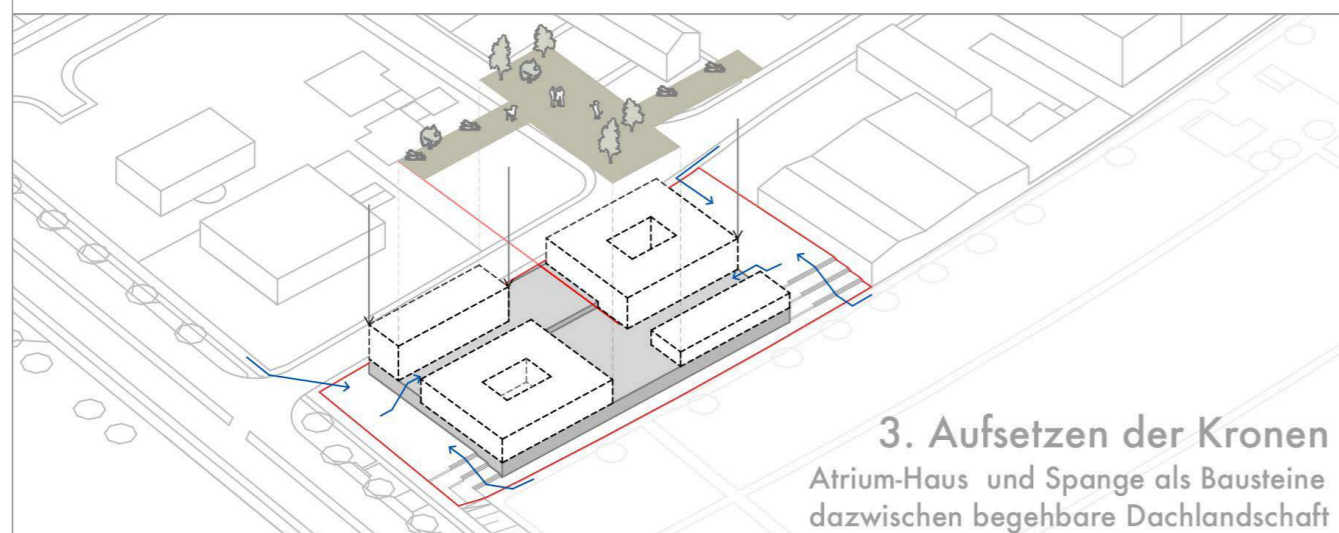 3. Aufsetzen der Kronen
Atrium-Haus und Spange als Bausteine
dazwischen begehbare Dachlandschaft